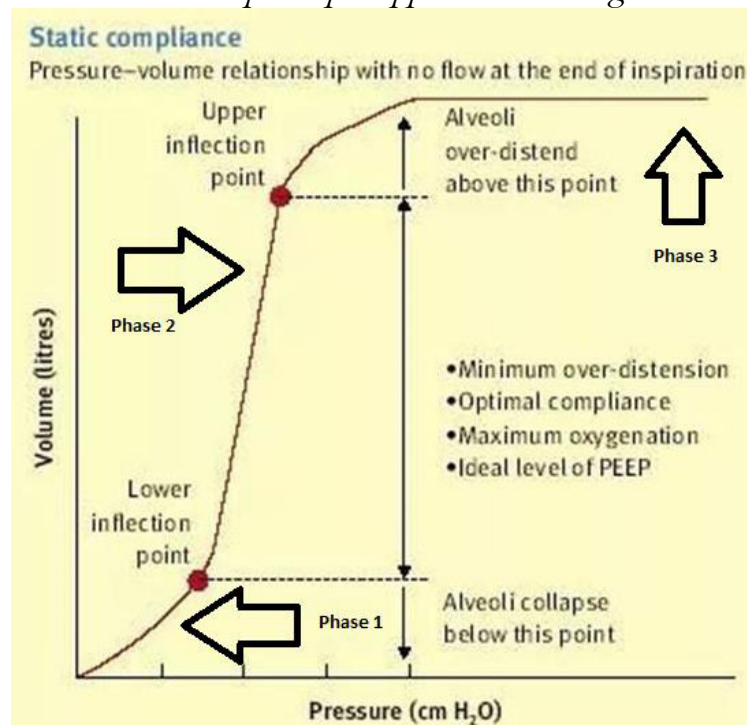 Static compliance
Pressure–volume relationship with no flow at the end of inspiration
Upper
inflection
point
Alveoli
over-distend
above this point
Phase 3
Phase 2
•Minimum over-distension
•Optimal compliance
•Maximum oxygenation
•Ideal level of PEEP
Volume (litres)
Lower
inflection
point
Phase 1
Alveoli collapse
below this point
Pressure (cm H₂O)